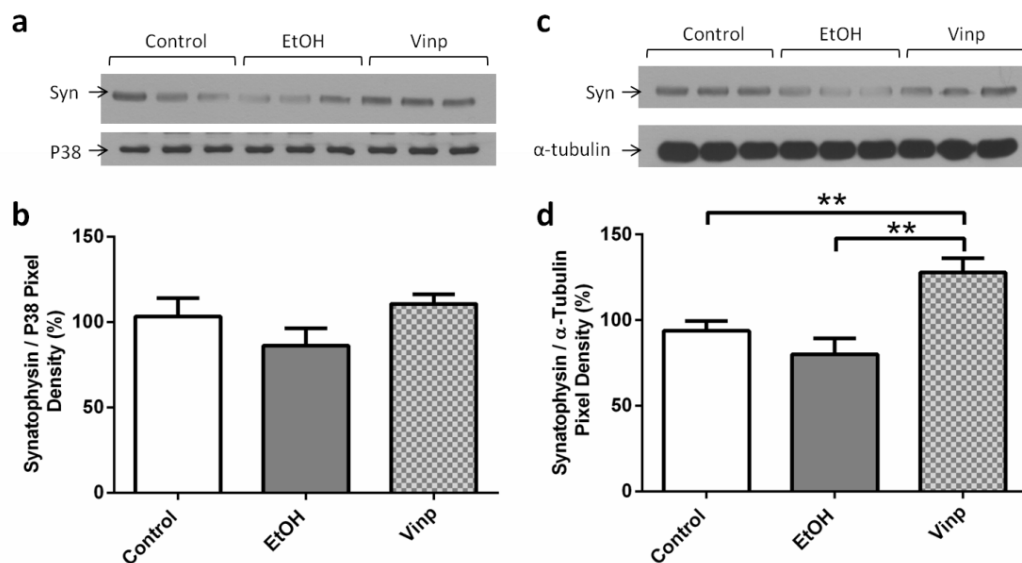 a
Control EtOH Vinp
Syn
P38
b
Synatophysin / P38 Pixel
Density (%)
150
100
50
0
Control EtOH Vinp
c
Control EtOH Vinp
Syn
α-tubulin
d
**
**
Synatophysin / α-Tubulin
Pixel Density (%)
150
100
50
0
Control EtOH Vinp